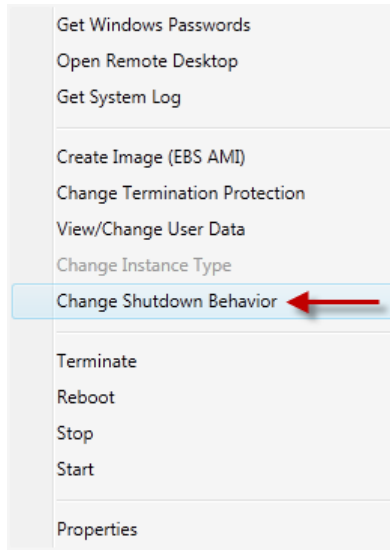 Get Windows Passwords
Open Remote Desktop
Get System Log
Create Image (EBS AMI)
Change Termination Protection
View/Change User Data
Change Instance Type
Change Shutdown Behavior
Terminate
Reboot
Stop
Start
Properties